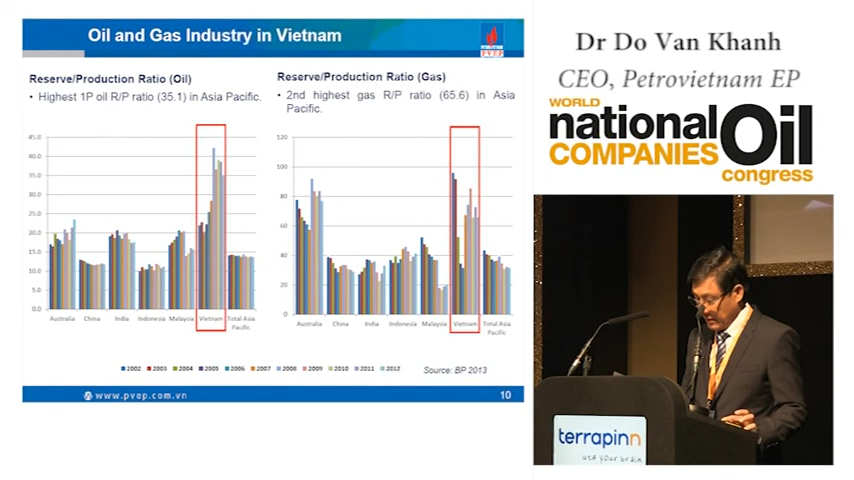 Oil and Gas Industry in Vietnam
PETROVIETNAM
PVEP
Reserve/Production Ratio (Oil)
• Highest 1P oil R/P ratio (35.1) in Asia Pacific.
45.0
40.0
35.0
30.0
25.0
20.0
15.0
10.0
5.0
0.0
Australia China India Indonesia Malaysia Vietnam Total Asia
Pacific
Reserve/Production Ratio (Gas)
• 2nd highest gas R/P ratio (65.6) in Asia
Pacific.
120
100
80
60
40
20
0
Australia China India Indonesia Malaysia Vietnam Total Asia
Pacific
2002 2003 2004 2005 2006 2007 2008 2009 2010 2011 2012
Source: BP 2013
www.pvep.com.vn
10
Dr Do Van Khanh
CEO, Petrovietnam EP
WORLD
national Oil
COMPANIES
congress
terrapinn
use your brain